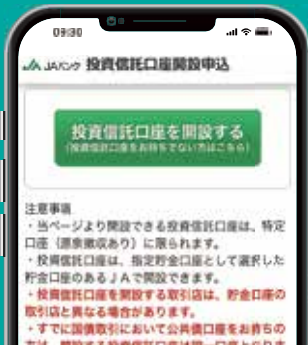 09:30
JA JAバンク 投資信託口座開設申込
投資信託口座を開設する
(投資信託口座をお持ちでない方はこちら)
注意事項
・当ページより開設できる投資信託口座は、特定
口座（源泉徴収あり）に限られます。
・投資信託口座は、指定貯金口座として選択した
貯金口座のあるＪＡで開設できます。
・投資信託口座を開設する取引店は、貯金口座の
取引店と異なる場合があります。
・すでに国債取引において公共債口座をお持ちの